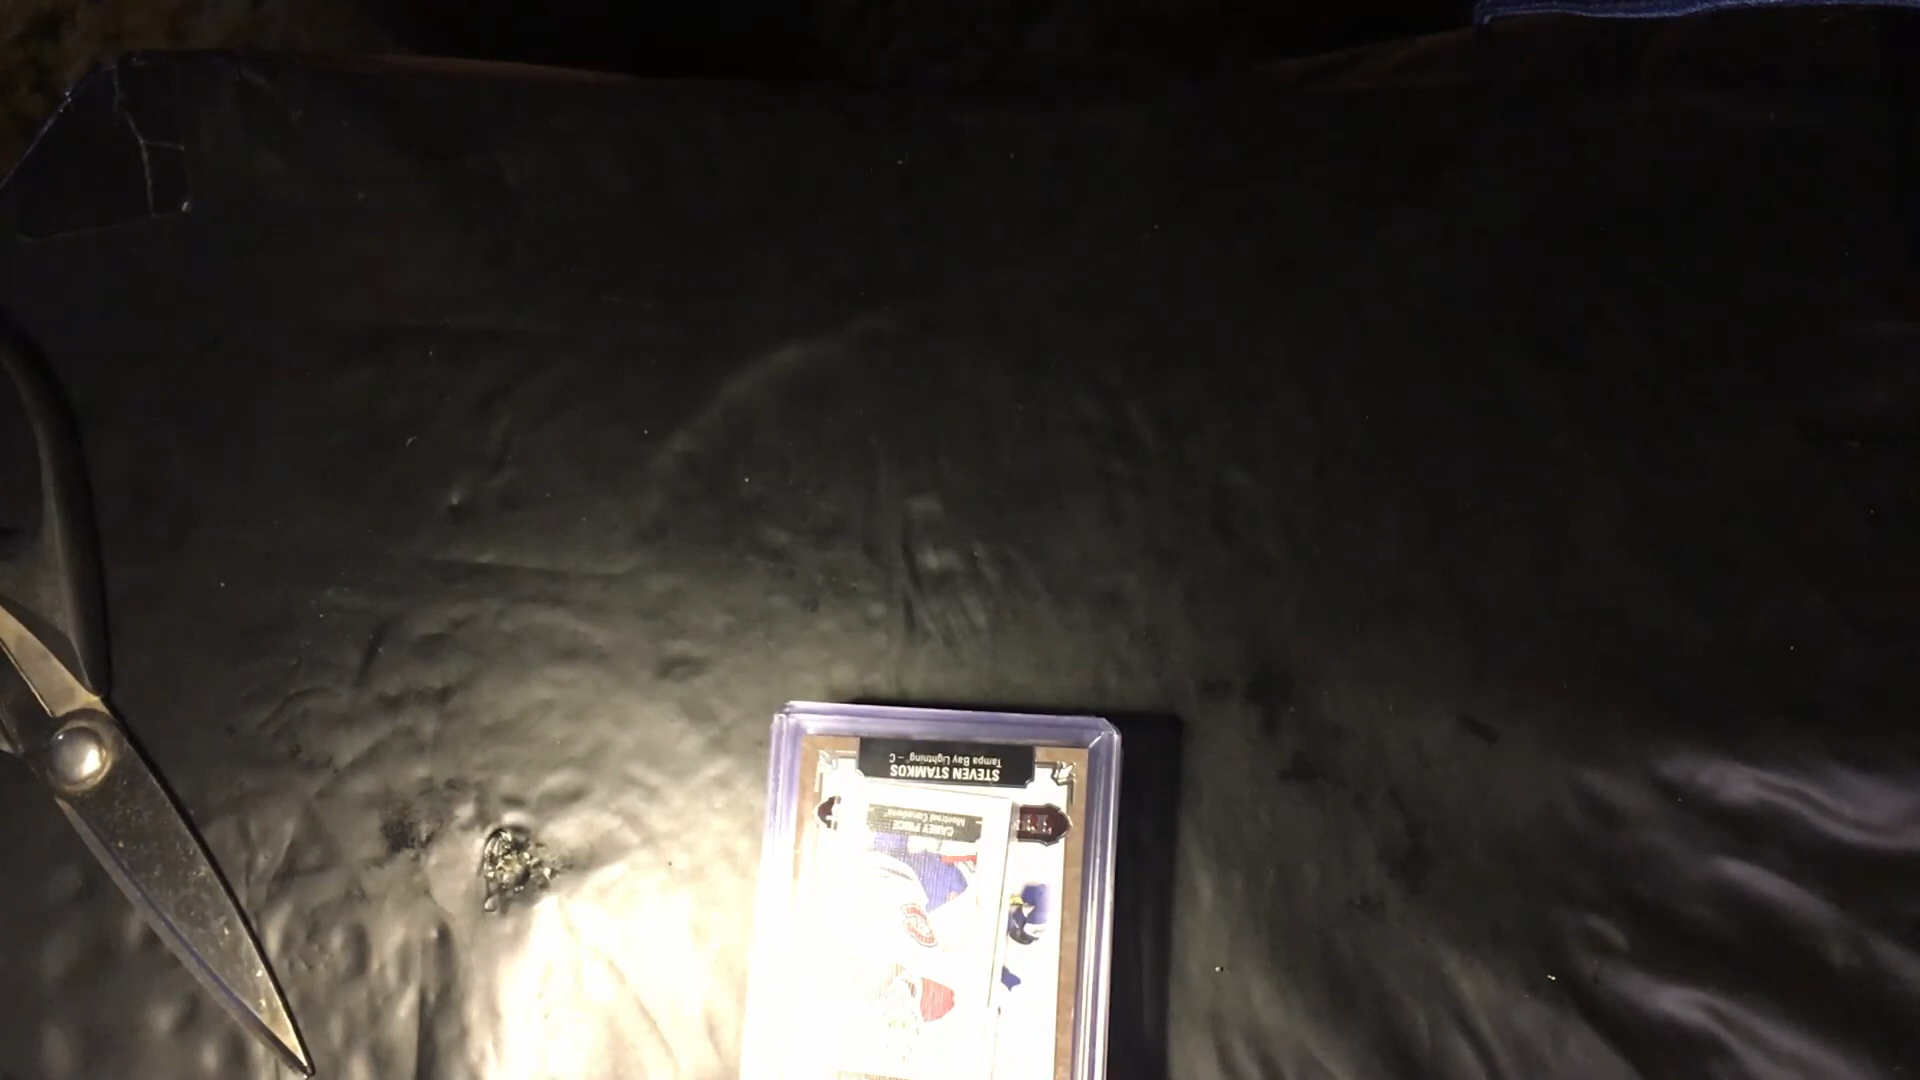 STEVEN STAMKOS
Tampa Bay Lightning – C
CAREY PRICE
Montreal Canadiens